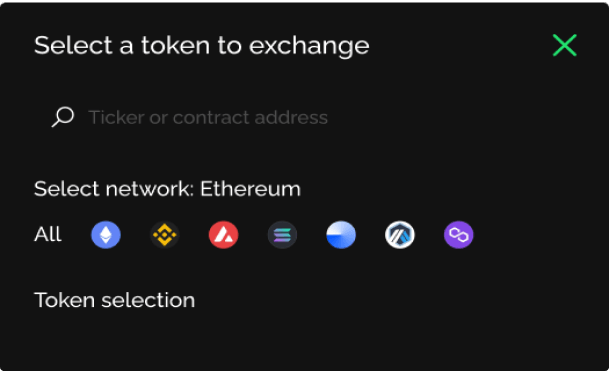 Select a token to exchange
Ticker or contract address
Select network: Ethereum
All
Token selection